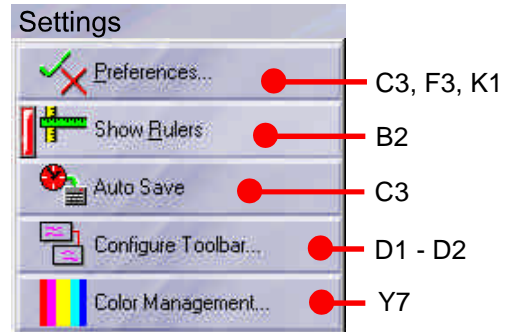 Settings
Preferences... C3, F3, K1
Show Rulers B2
Auto Save C3
Configure Toolbar... D1 - D2
Color Management... Y7